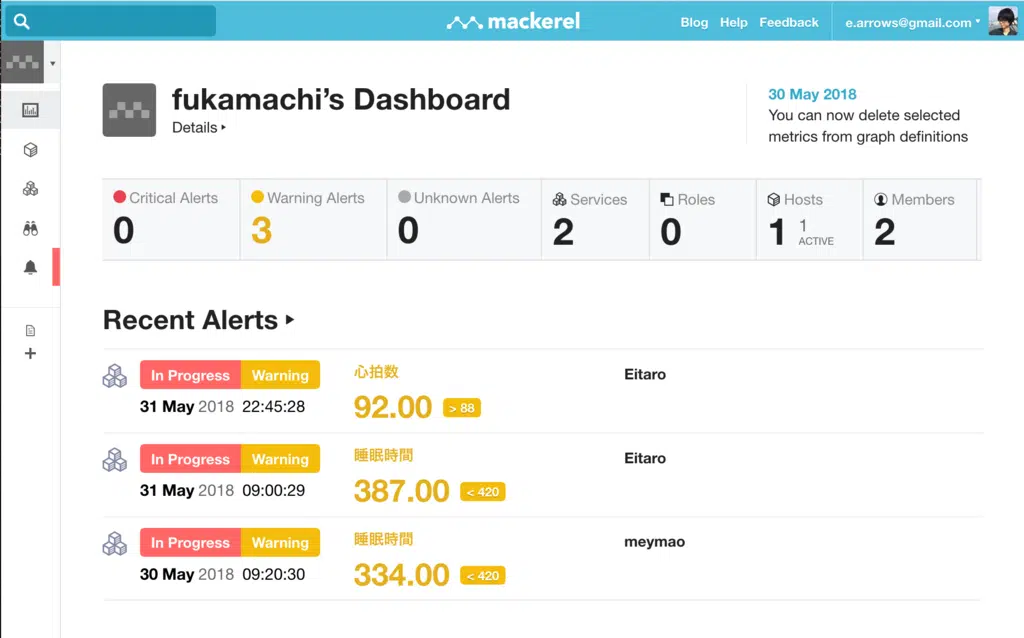 mackerel
Blog Help Feedback e.arrows@gmail.com
fukamachi's Dashboard
Details
30 May 2018
You can now delete selected
metrics from graph definitions
Critical Alerts
0
Warning Alerts
3
Unknown Alerts
0
Services
2
Roles
0
Hosts
1 1 ACTIVE
Members
2
Recent Alerts
In Progress Warning
31 May 2018 22:45:28
心拍数
92.00 > 88
Eitaro
In Progress Warning
31 May 2018 09:00:29
睡眠時間
387.00 < 420
Eitaro
In Progress Warning
30 May 2018 09:20:30
睡眠時間
334.00 < 420
meymao